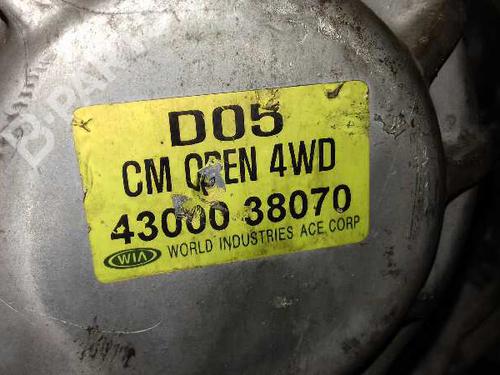 B-PARTS
D05
CM OPEN 4WD
43000 38070
WIA WORLD INDUSTRIES ACE CORP